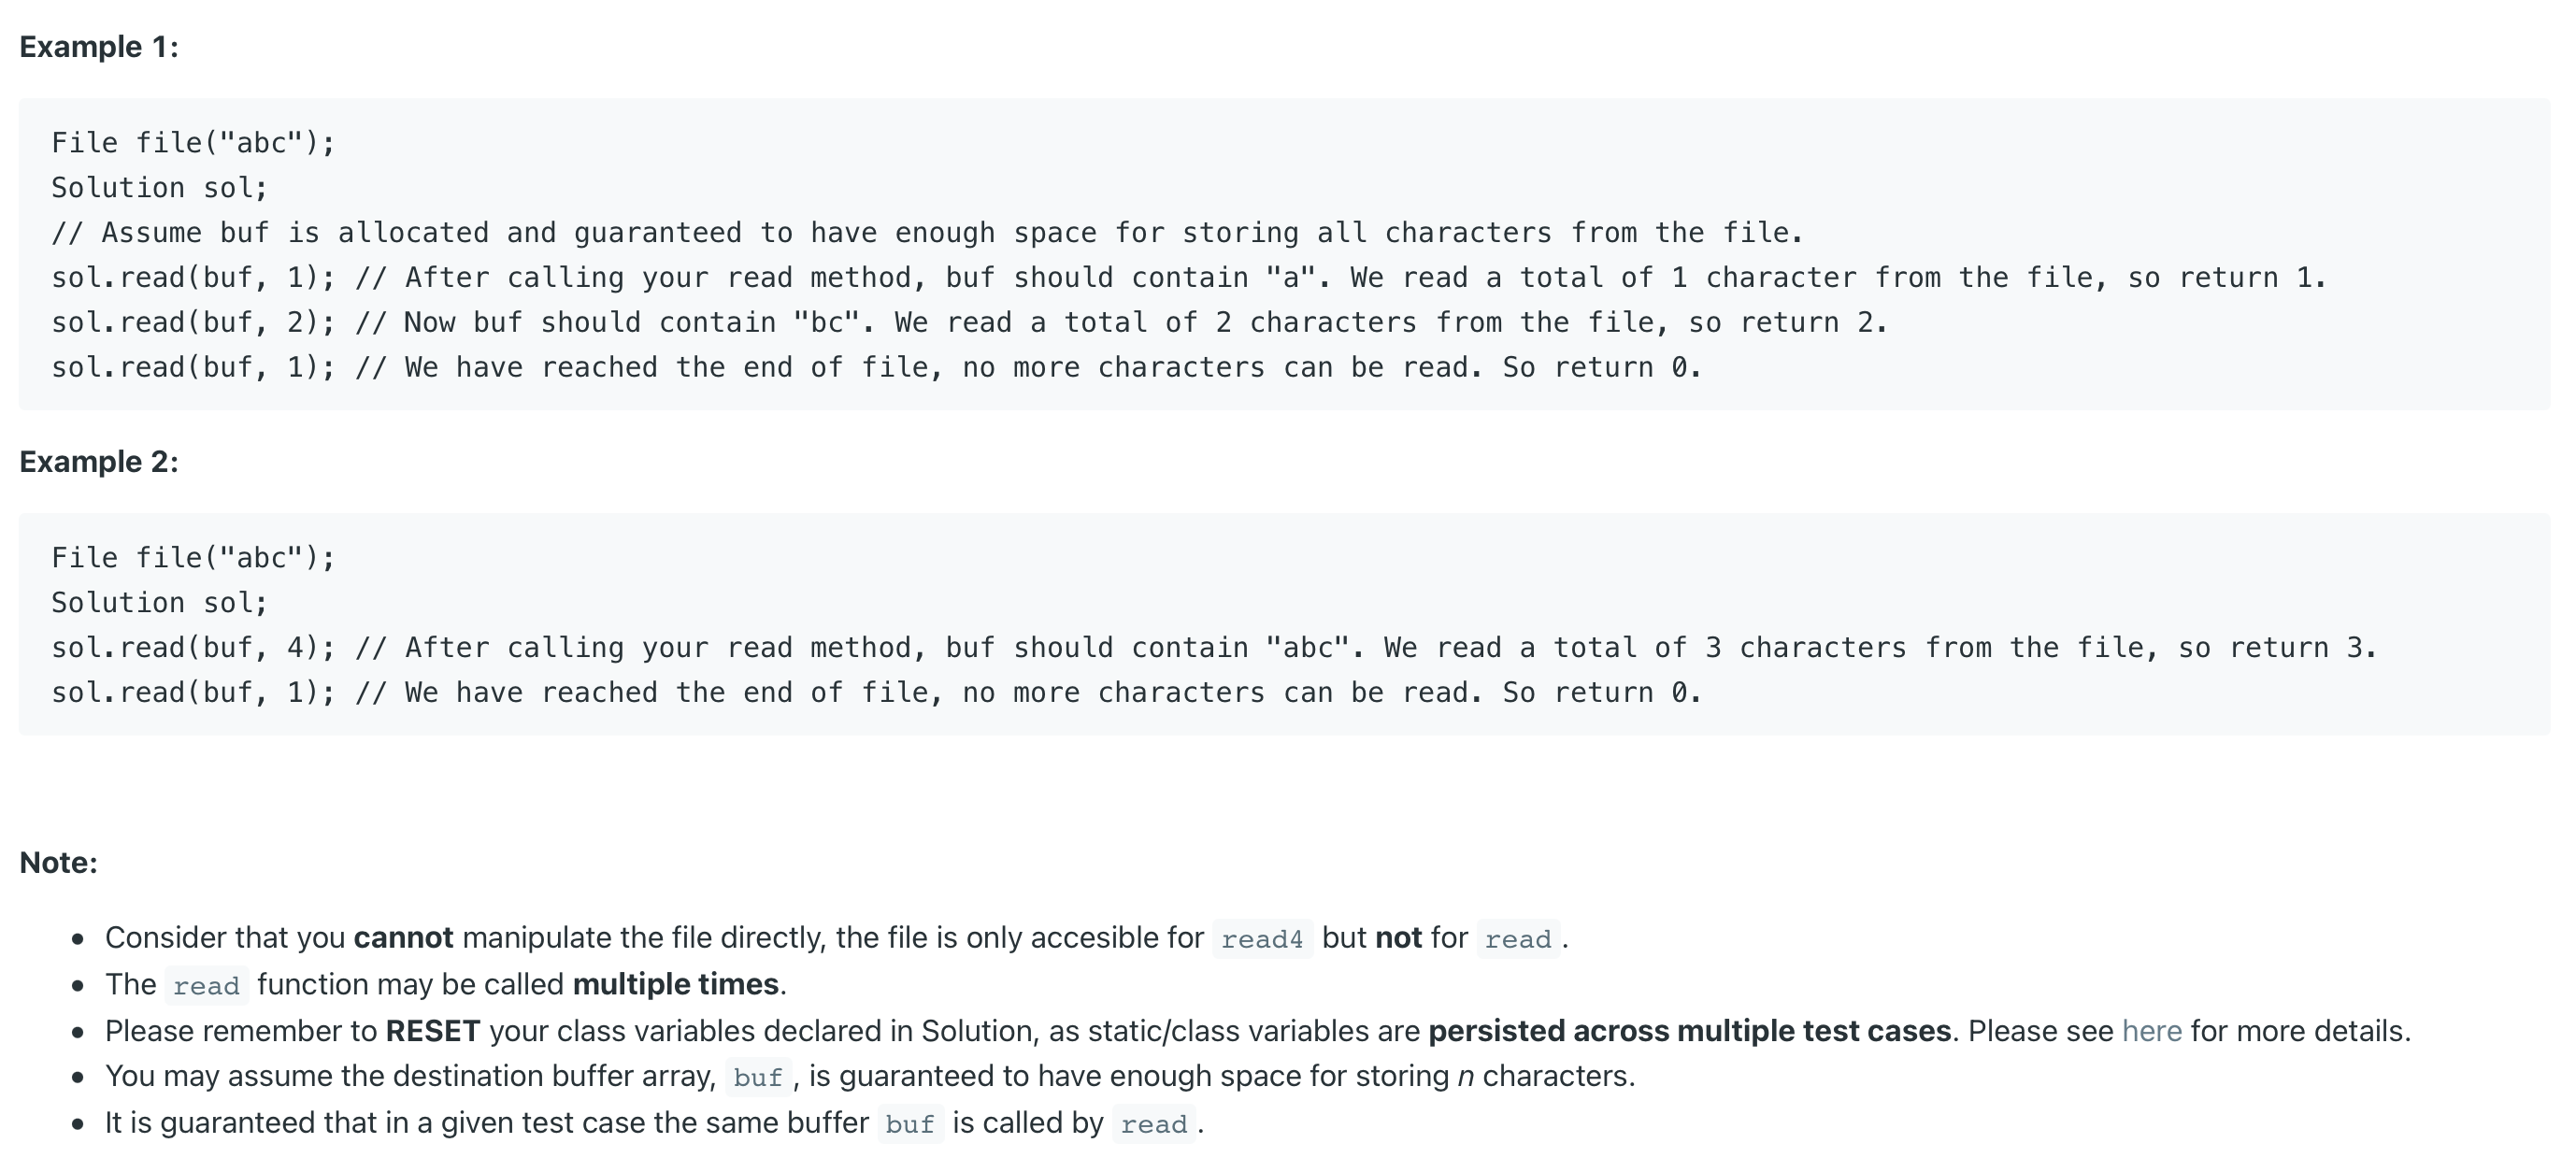 Example 1:
File file("abc");
Solution sol;
// Assume buf is allocated and guaranteed to have enough space for storing all characters from the file.
sol.read(buf, 1); // After calling your read method, buf should contain "a". We read a total of 1 character from the file, so return 1.
sol.read(buf, 2); // Now buf should contain "bc". We read a total of 2 characters from the file, so return 2.
sol.read(buf, 1); // We have reached the end of file, no more characters can be read. So return 0.
Example 2:
File file("abc");
Solution sol;
sol.read(buf, 4); // After calling your read method, buf should contain "abc". We read a total of 3 characters from the file, so return 3.
sol.read(buf, 1); // We have reached the end of file, no more characters can be read. So return 0.
Note:
• Consider that you cannot manipulate the file directly, the file is only accesible for read4 but not for read.
• The read function may be called multiple times.
• Please remember to RESET your class variables declared in Solution, as static/class variables are persisted across multiple test cases. Please see here for more details.
• You may assume the destination buffer array, buf, is guaranteed to have enough space for storing n characters.
• It is guaranteed that in a given test case the same buffer buf is called by read.